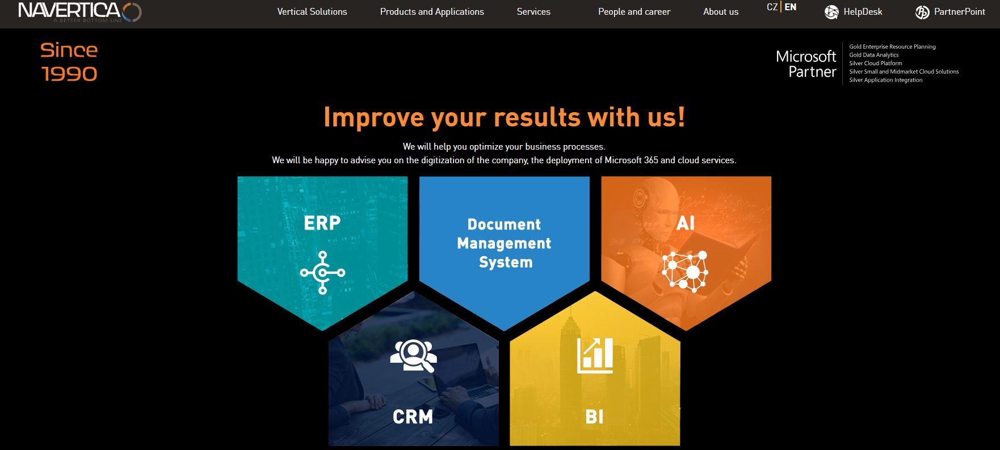 NAVERTICA
A BETTER BOTTOM LINE
Vertical Solutions
Products and Applications
Services
People and career
About us
CZ | EN
HelpDesk
PartnerPoint
Since
1990
Microsoft
Partner
Gold Enterprise Resource Planning
Gold Data Analytics
Silver Cloud Platform
Silver Small and Midmarket Cloud Solutions
Silver Application Integration
Improve your results with us!
We will help you optimize your business processes.
We will be happy to advise you on the digitization of the company, the deployment of Microsoft 365 and cloud services.
ERP
Document
Management
System
AI
CRM
BI